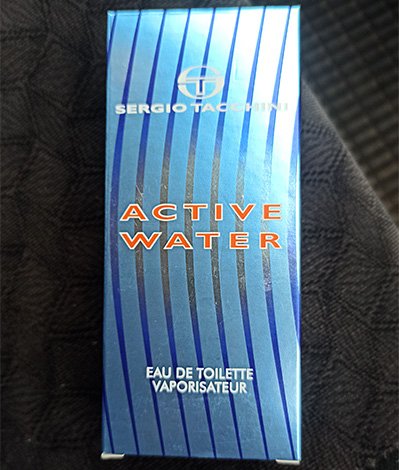 SERGIO TACCHINI
ACTIVE
WATER
EAU DE TOILETTE
VAPORISATEUR